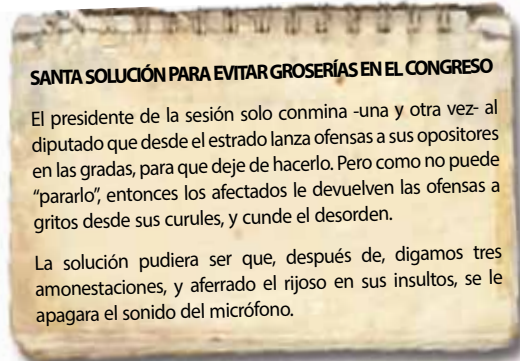 SANTA SOLUCIÓN PARA EVITAR GROSERÍAS EN EL CONGRESO
El presidente de la sesión solo conmina -una y otra vez- al
diputado que desde el estrado lanza ofensas a sus opositores
en las gradas, para que deje de hacerlo. Pero como no puede
“pararlo”, entonces los afectados le devuelven las ofensas a
gritos desde sus curules, y cunde el desorden.
La solución pudiera ser que, después de, digamos tres
amonestaciones, y aferrado el rijoso en sus insultos, se le
apagara el sonido del micrófono.